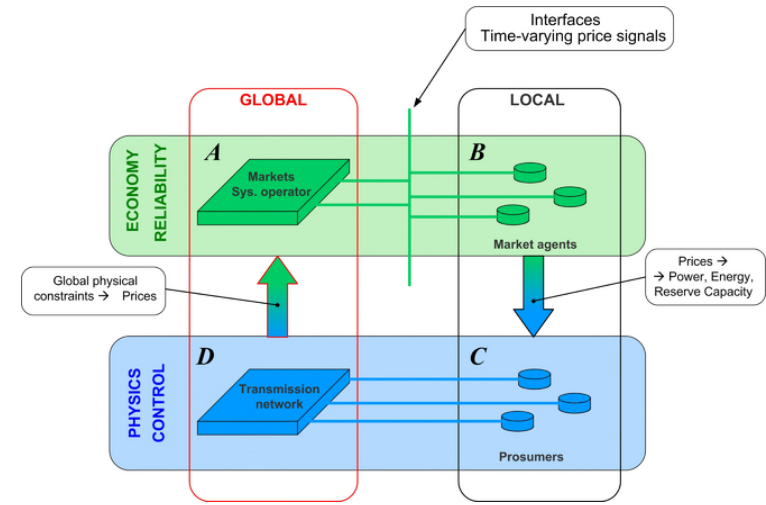 Interfaces
Time-varying price signals
GLOBAL
LOCAL
ECONOMY
RELIABILITY
A
Markets
Sys. operator
B
Market agents
Global physical
constraints → Prices
Prices →
→ Power, Energy,
Reserve Capacity
PHYSICS
CONTROL
D
Transmission
network
C
Prosumers